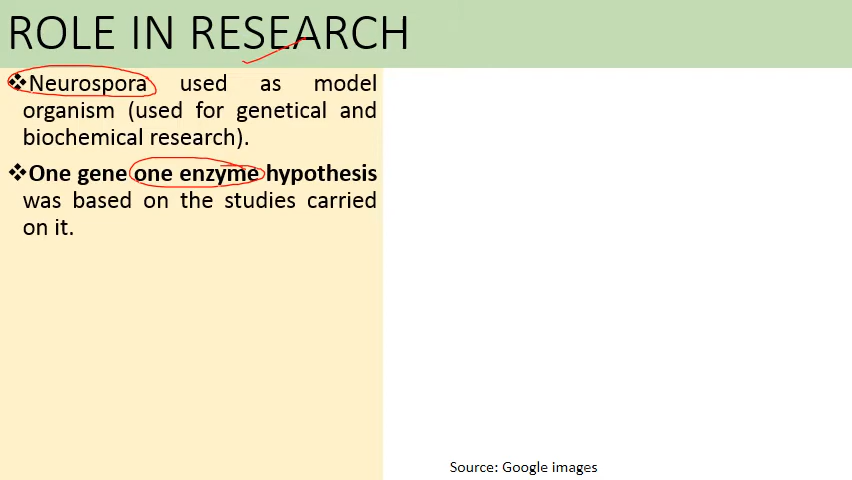 ROLE IN RESEARCH
❖Neurospora used as model
organism (used for genetical and
biochemical research).
❖One gene one enzyme hypothesis
was based on the studies carried
on it.
Source: Google images